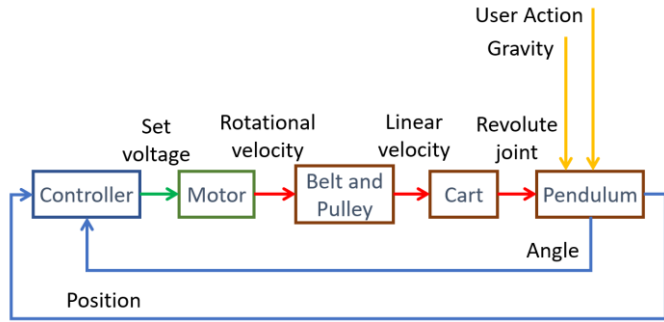 User Action
Gravity
Set
voltage
Rotational
velocity
Linear
velocity
Revolute
joint
Controller
Motor
Belt and
Pulley
Cart
Pendulum
Angle
Position